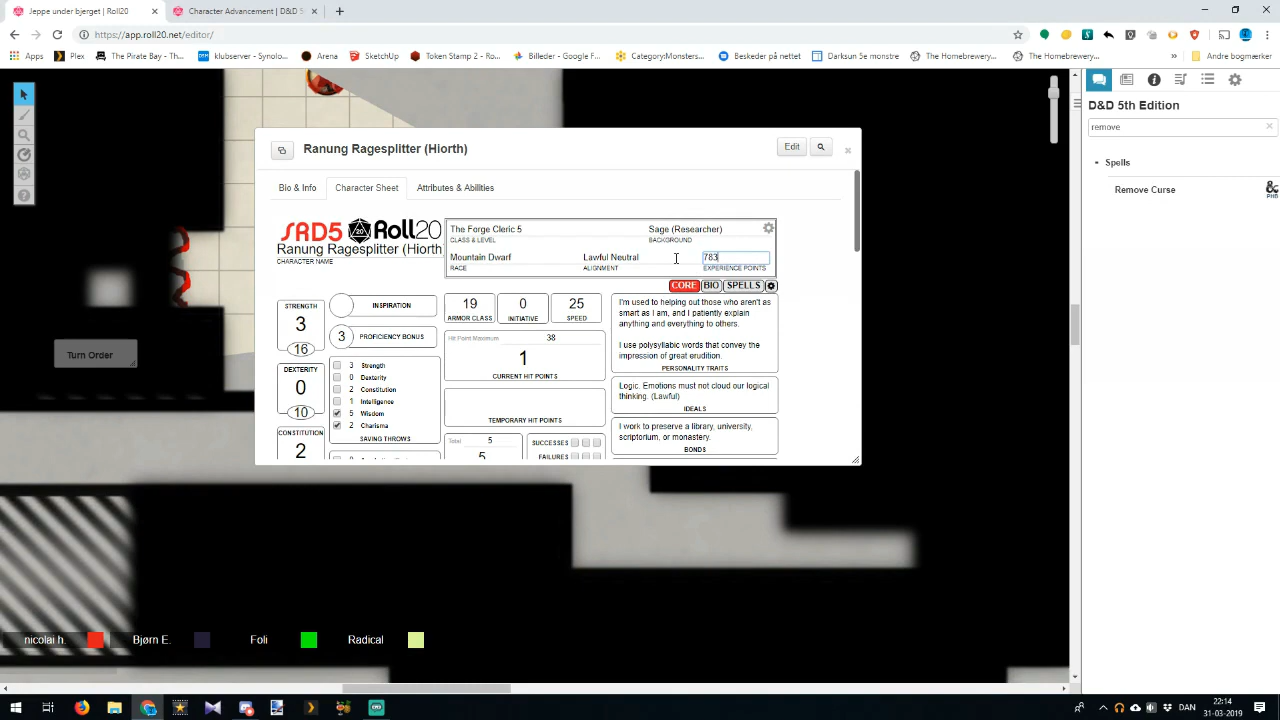 Jeppe under bjerget | Roll20
Character Advancement | D&D 5
https://app.roll20.net/editor/
Apps
Plex
The Pirate Bay - Th...
klubserver - Synolo...
Arena
SketchUp
Token Stamp 2 - Ro...
Billeder - Google F...
CategoryMonsters...
Beskeder på nettet
Darksun 5e monstre
The Homebrewery...
The Homebrewery...
»
Andre bogmærker
D&D 5th Edition
remove
Spells
Remove Curse
PHB
Ranung Ragesplitter (Hiorth)
Edit
Bio & Info
Character Sheet
Attributes & Abilities
SRD5 Roll20
Ranung Ragesplitter (Hiorth
CHARACTER NAME
The Forge Cleric 5
Sage (Researcher)
CLASS & LEVEL
BACKGROUND
Mountain Dwarf
Lawful Neutral
783
RACE
ALIGNMENT
EXPERIENCE POINTS
CORE
BIO
SPELLS
STRENGTH
3
16
DEXTERITY
0
10
CONSTITUTION
2
INSPIRATION
3
PROFICIENCY BONUS
3 Strength
0 Dexterity
2 Constitution
1 Intelligence
5 Wisdom
2 Charisma
SAVING THROWS
19
ARMOR CLASS
0
INITIATIVE
25
SPEED
Hit Point Maximum
38
1
CURRENT HIT POINTS
TEMPORARY HIT POINTS
Total
5
5
SUCCESSES
FAILURES
I'm used to helping out those who aren't as
smart as I am, and I patiently explain
anything and everything to others.
I use polysyllabic words that convey the
impression of great erudition.
PERSONALITY TRAITS
Logic. Emotions must not cloud our logical
thinking. (Lawful)
IDEALS
I work to preserve a library, university,
scriptorium, or monastery.
BONDS
Turn Order
nicolai h.
Bjørn E.
Foli
Radical
DAN
22:14
31-03-2019